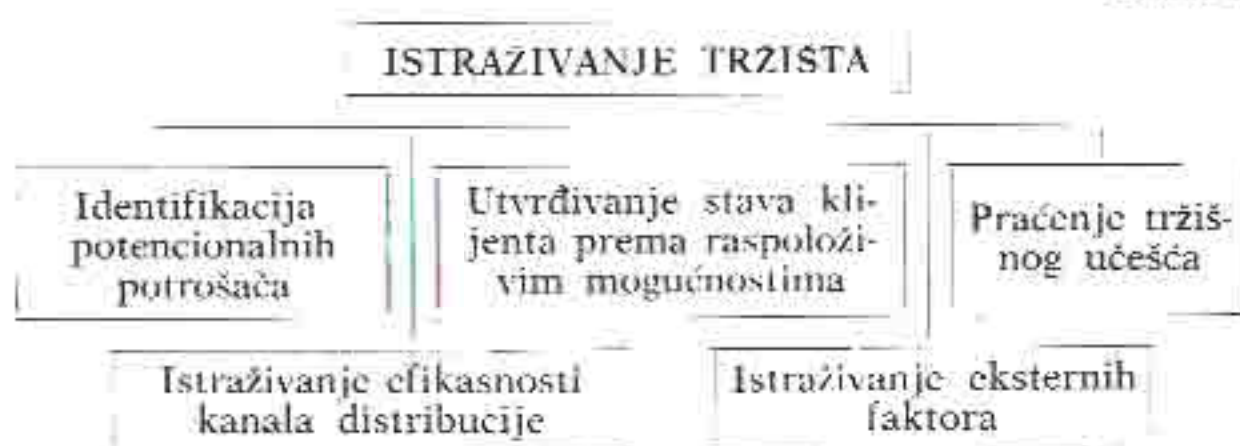 ISTRAŽIVANJE TRŽIŠTA
Identifikacija
potencionalnih
potrošača
Utvrđivanje stava kli-
jenta prema raspoloži-
vim mogućnostima
Praćenje tržiš-
nog učešća
Istraživanje efikasnosti
kanala distribucije
Istraživanje eksternih
faktora